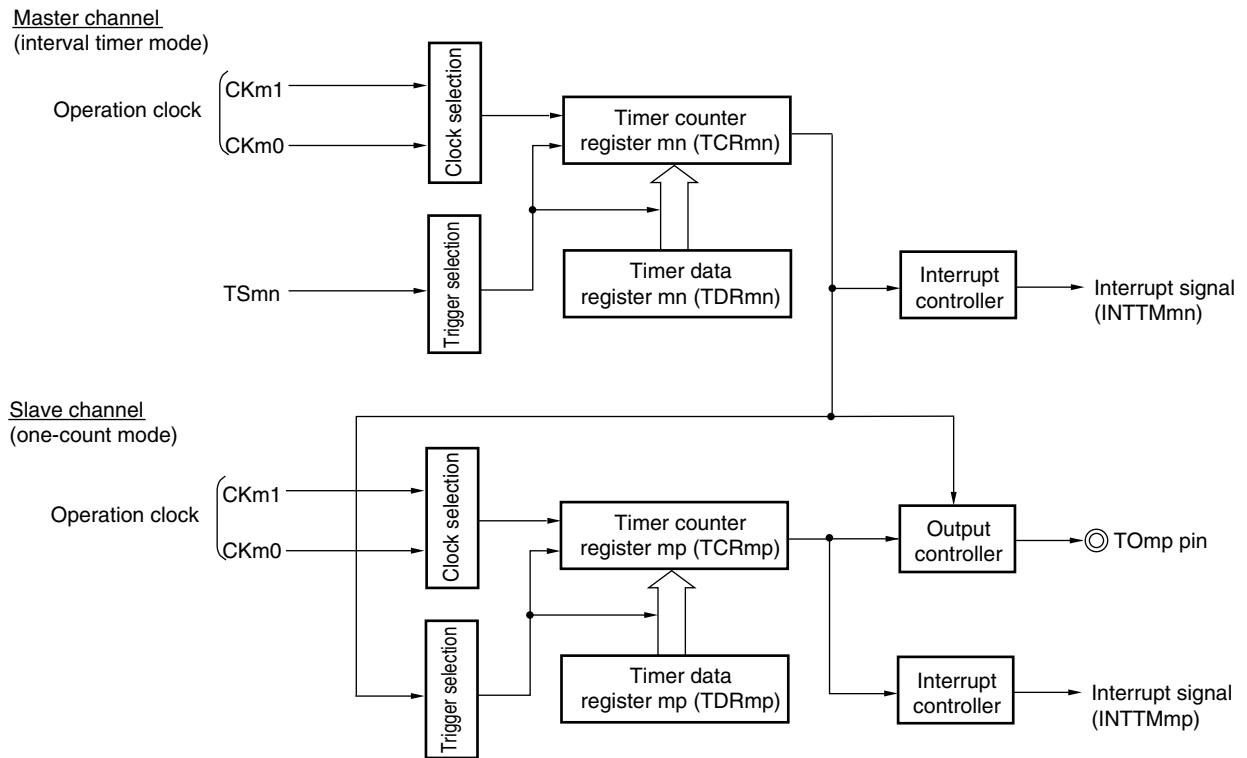 Master channel
(interval timer mode)
Operation clock
CKm1
CKm0
Clock selection
Timer counter
register mn (TCRmn)
TSmn
Trigger selection
Timer data
register mn (TDRmn)
Interrupt
controller
Interrupt signal
(INTTMmn)
Slave channel
(one-count mode)
Operation clock
CKm1
CKm0
Clock selection
Timer counter
register mp (TCRmp)
Output
controller
TOmp pin
Trigger selection
Timer data
register mp (TDRmp)
Interrupt
controller
Interrupt signal
(INTTMmp)